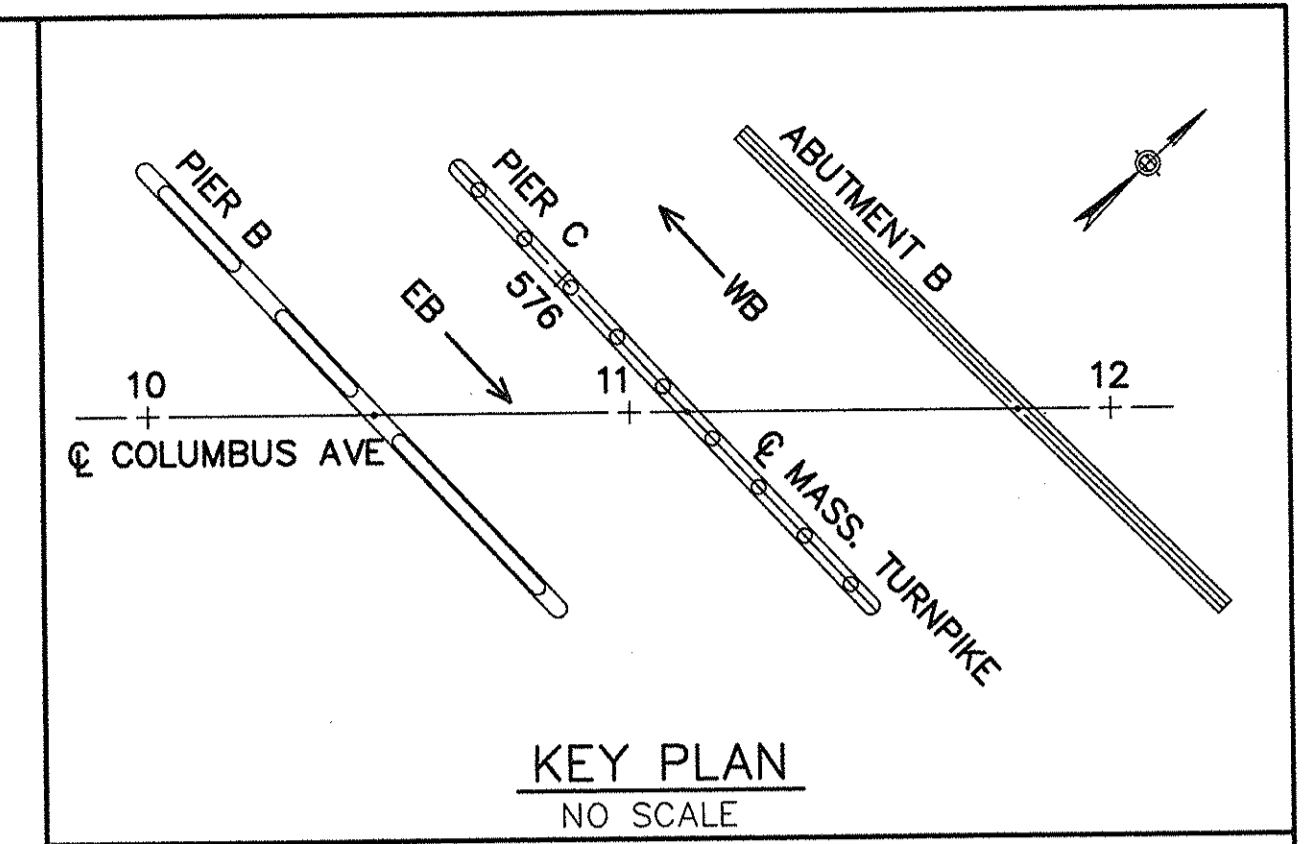 PIER B
PIER C
ABUTMENT B
576
EB
WB
10
11
12
℄ COLUMBUS AVE
℄ MASS. TURNPIKE
KEY PLAN
NO SCALE